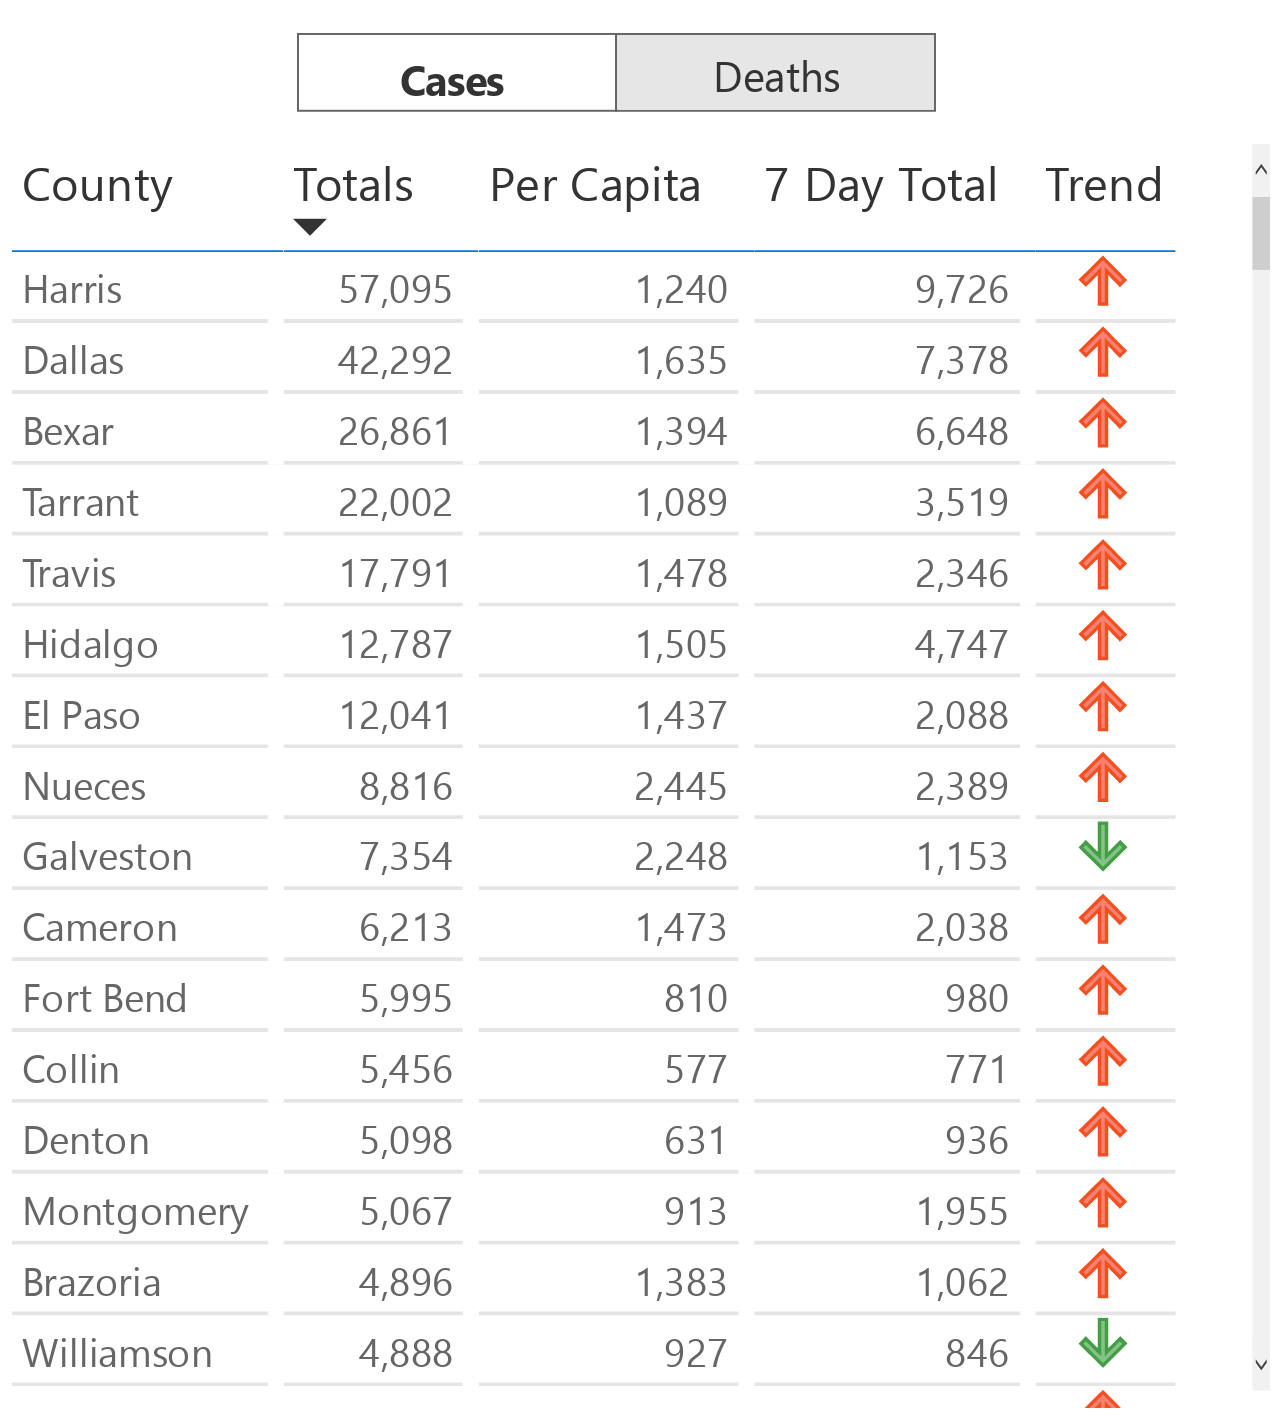 Cases Deaths
County Totals Per Capita 7 Day Total Trend
Harris 57,095 1,240 9,726
Dallas 42,292 1,635 7,378
Bexar 26,861 1,394 6,648
Tarrant 22,002 1,089 3,519
Travis 17,791 1,478 2,346
Hidalgo 12,787 1,505 4,747
El Paso 12,041 1,437 2,088
Nueces 8,816 2,445 2,389
Galveston 7,354 2,248 1,153
Cameron 6,213 1,473 2,038
Fort Bend 5,995 810 980
Collin 5,456 577 771
Denton 5,098 631 936
Montgomery 5,067 913 1,955
Brazoria 4,896 1,383 1,062
Williamson 4,888 927 846